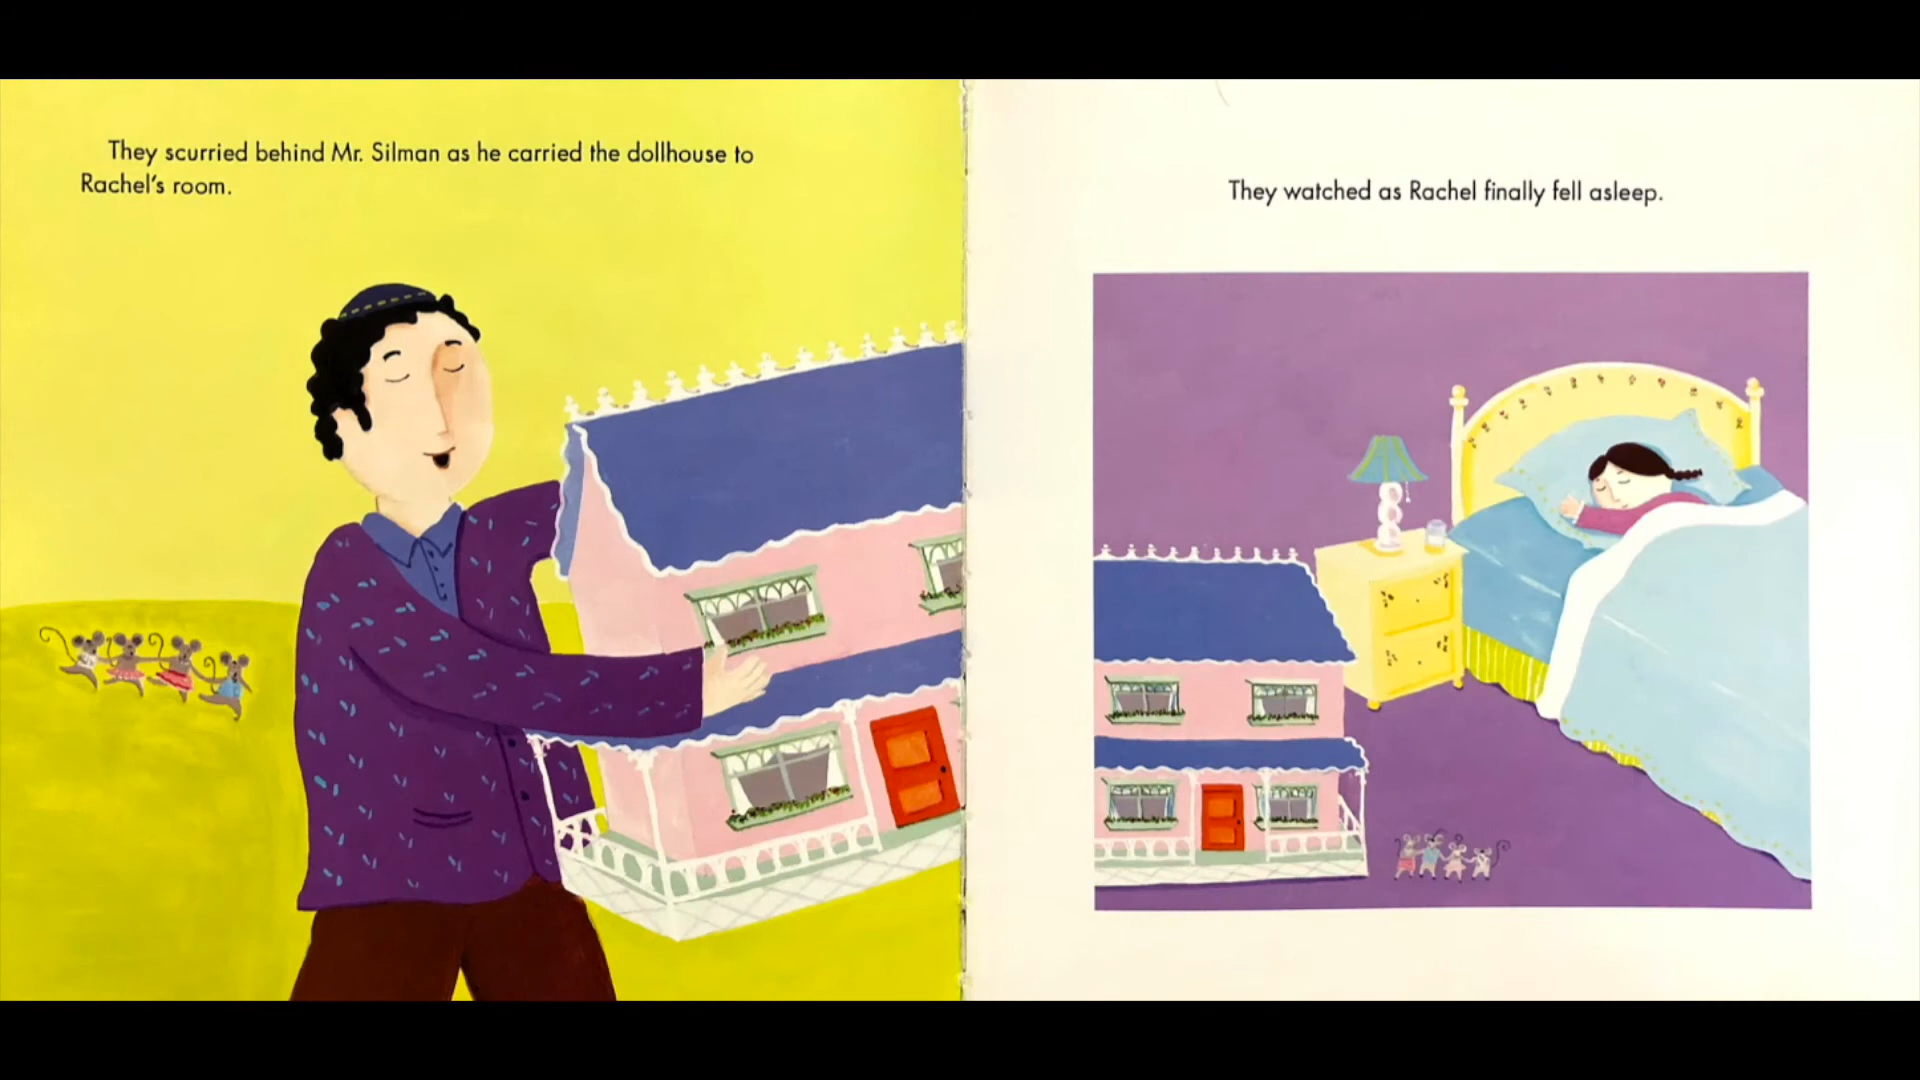 They scurried behind Mr. Silman as he carried the dollhouse to
Rachel's room.
They watched as Rachel finally fell asleep.